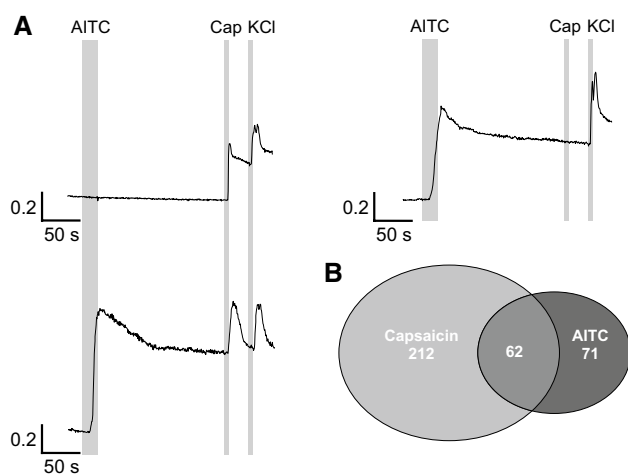 A
AITC Cap KCl
0.2
50 s
AITC Cap KCl
0.2
50 s
0.2
50 s
B
Capsaicin
212
62
AITC
71